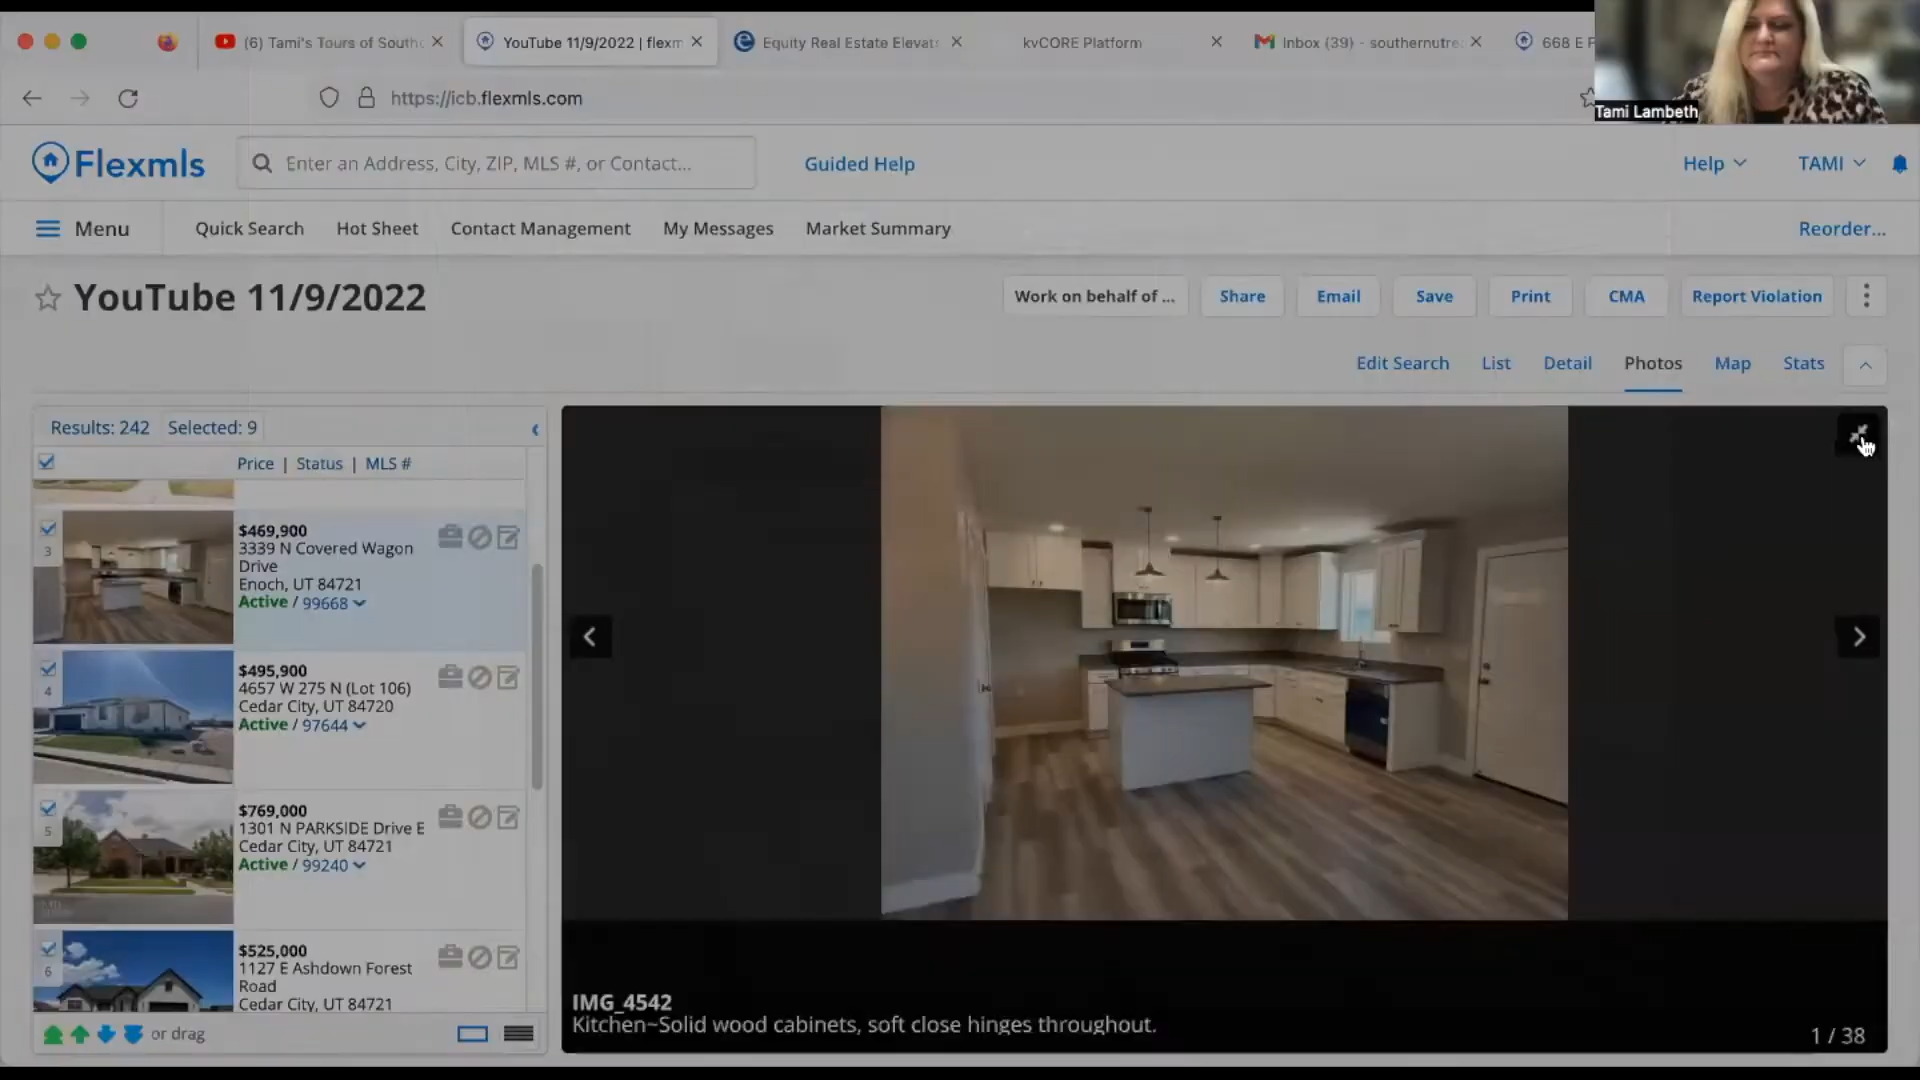 (6) Tami's Tours of South
YouTube 11/9/2022 | flexm
Equity Real Estate Elevat
kvCORE Platform
Inbox (39) - southernutre
668 E F
https://icb.flexmls.com
Tami Lambeth
Flexmls
Enter an Address, City, ZIP, MLS #, or Contact...
Guided Help
Help
TAMI
Menu
Quick Search
Hot Sheet
Contact Management
My Messages
Market Summary
Reorder...
YouTube 11/9/2022
Work on behalf of ...
Share
Email
Save
Print
CMA
Report Violation
Edit Search
List
Detail
Photos
Map
Stats
Results: 242
Selected: 9
Price | Status | MLS #
3
$469,900
3339 N Covered Wagon
Drive
Enoch, UT 84721
Active / 99668
4
$495,900
4657 W 275 N (Lot 106)
Cedar City, UT 84720
Active / 97644
5
$769,000
1301 N PARKSIDE Drive E
Cedar City, UT 84721
Active / 99240
6
$525,000
1127 E Ashdown Forest
Road
Cedar City, UT 84721
or drag
IMG_4542
Kitchen~Solid wood cabinets, soft close hinges throughout.
1 / 38